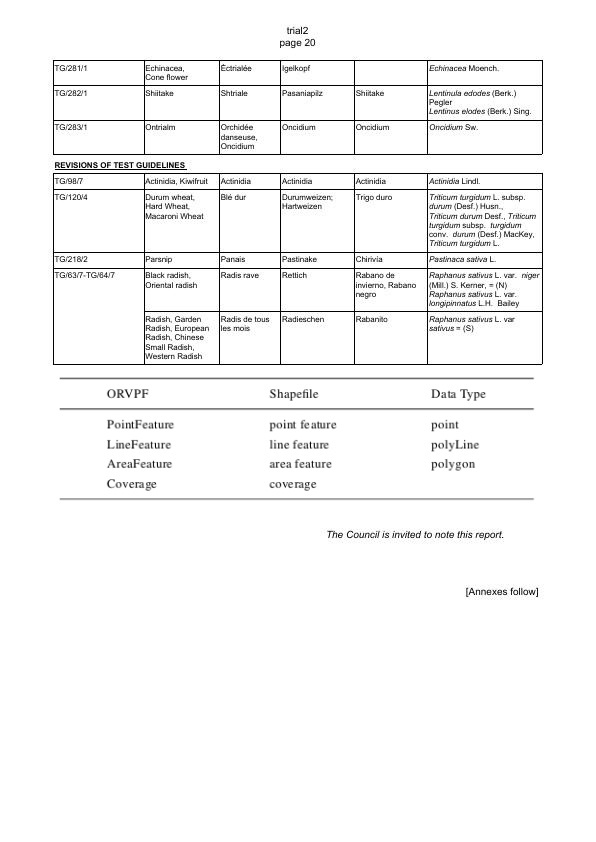 trial2
page 20
TG/281/1 Echinacea, Éctrialée Igelkopf Echinacea Moench.
Cone flower
TG/282/1 Shiitake Shtriale Pasaniapilz Shiitake Lentinula edodes (Berk.)
Pegler
Lentinus elodes (Berk.) Sing.
TG/283/1 Ontrialm Orchidée Oncidium Oncidium Oncidium Sw.
danseuse,
Oncidium
REVISIONS OF TEST GUIDELINES
TG/98/7 Actinidia, Kiwifruit Actinidia Actinidia Actinidia Actinidia Lindl.
TG/120/4 Durum wheat, Blé dur Durumweizen; Trigo duro Triticum turgidum L. subsp.
Hard Wheat, Hartweizen durum (Desf.) Husn.,
Macaroni Wheat Triticum durum Desf., Triticum
turgidum subsp. turgidum
conv. durum (Desf.) MacKey,
Triticum turgidum L.
TG/218/2 Parsnip Panais Pastinake Chirivía Pastinaca sativa L.
TG/63/7-TG/64/7 Black radish, Radis rave Rettich Rabano de Raphanus sativus L. var. niger
Oriental radish invierno, Rabano (Mill.) S. Kerner, = (N)
negro Raphanus sativus L. var.
longipinnatus L.H. Bailey
Radish, Garden Radis de tous Radieschen Rabanito Raphanus sativus L. var
Radish, European les mois sativus = (S)
Radish, Chinese
Small Radish,
Western Radish
ORVPF Shapefile Data Type
PointFeature point feature point
LineFeature line feature polyLine
AreaFeature area feature polygon
Coverage coverage
The Council is invited to note this report.
[Annexes follow]